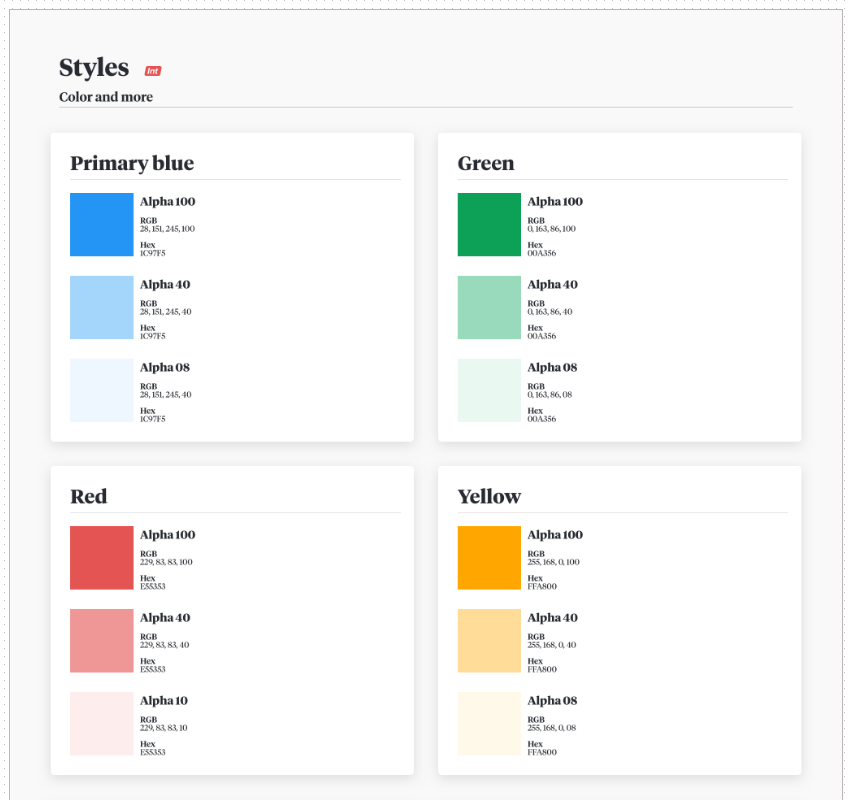 Styles Int
Color and more
Primary blue
Alpha 100
RGB
28, 151, 245, 100
Hex
1C97F5
Alpha 40
RGB
28, 151, 245, 40
Hex
1C97F5
Alpha 08
RGB
28, 151, 245, 40
Hex
1C97F5
Green
Alpha 100
RGB
0, 163, 86, 100
Hex
00A356
Alpha 40
RGB
0, 163, 86, 40
Hex
00A356
Alpha 08
RGB
0, 163, 86, 08
Hex
00A356
Red
Alpha 100
RGB
229, 83, 83, 100
Hex
E55353
Alpha 40
RGB
229, 83, 83, 40
Hex
E55353
Alpha 10
RGB
229, 83, 83, 10
Hex
E55353
Yellow
Alpha 100
RGB
255, 168, 0, 100
Hex
FFA800
Alpha 40
RGB
255, 168, 0, 40
Hex
FFA800
Alpha 08
RGB
255, 168, 0, 08
Hex
FFA800